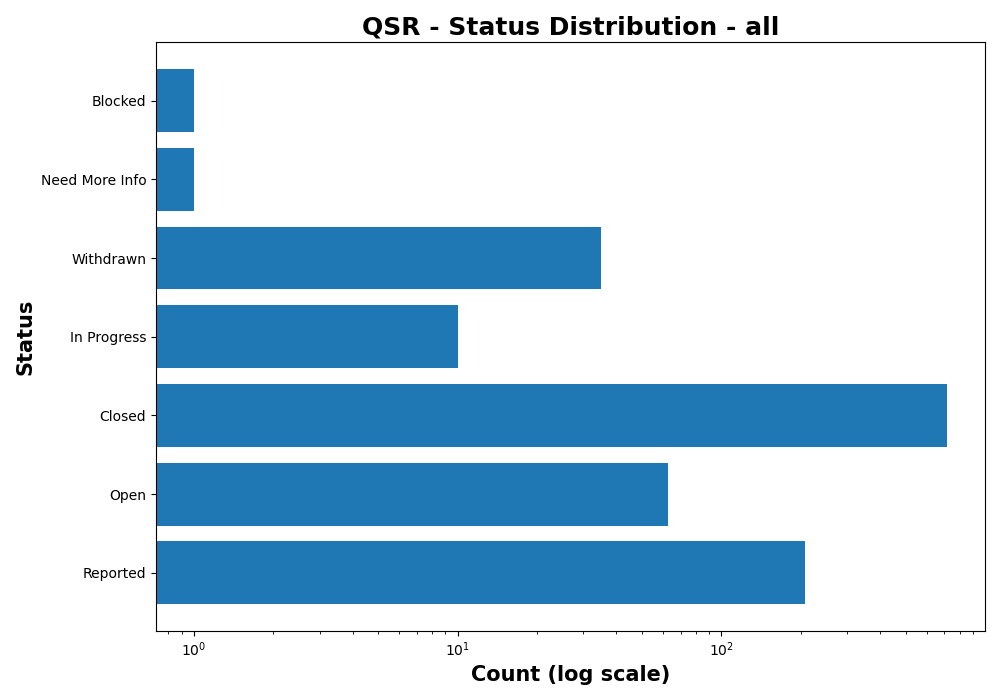 QSR - Status Distribution - all
Blocked
Need More Info
Withdrawn
In Progress
Closed
Open
Reported
Status
10⁰
10¹
10²
Count (log scale)